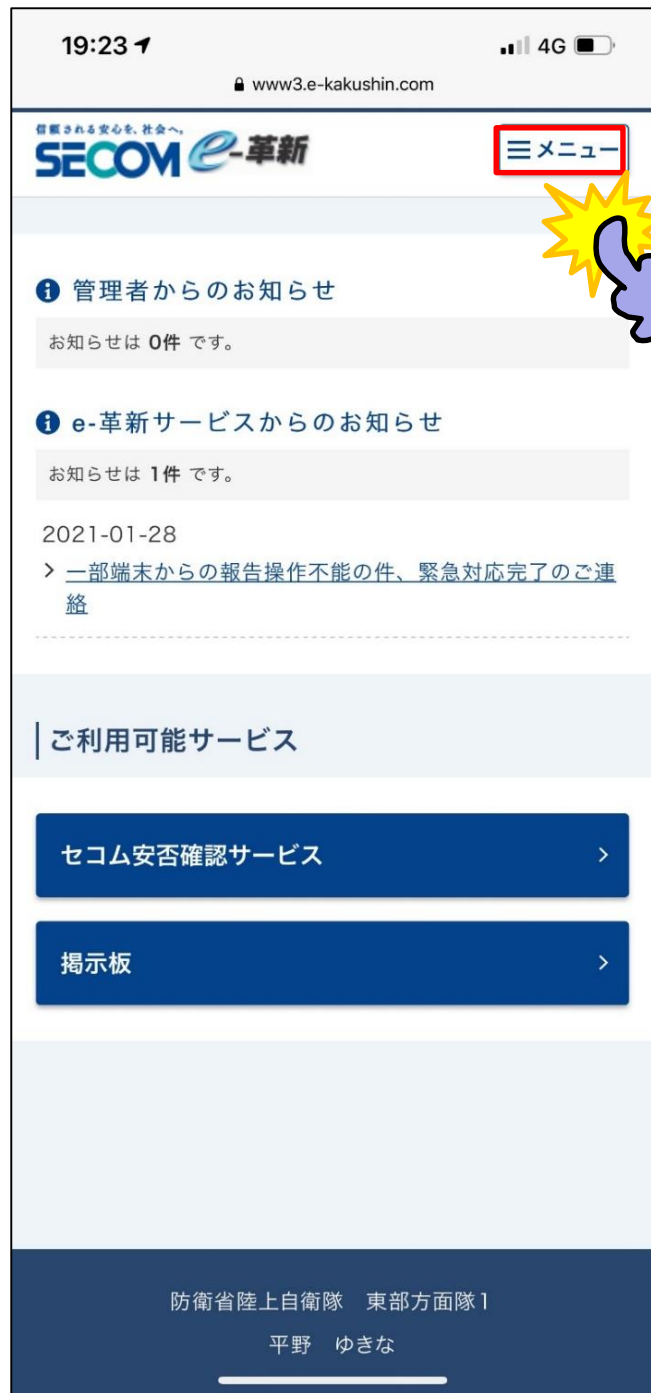 19:23
4G
www3.e-kakushin.com
信頼される安心を、社会へ。
SECOM e-革新
メニュー
管理者からのお知らせ
お知らせは 0件 です。
e-革新サービスからのお知らせ
お知らせは 1件 です。
2021-01-28
一部端末からの報告操作不能の件、緊急対応完了のご連
絡
ご利用可能サービス
セコム安否確認サービス
掲示板
防衛省陸上自衛隊 東部方面隊1
平野 ゆきな